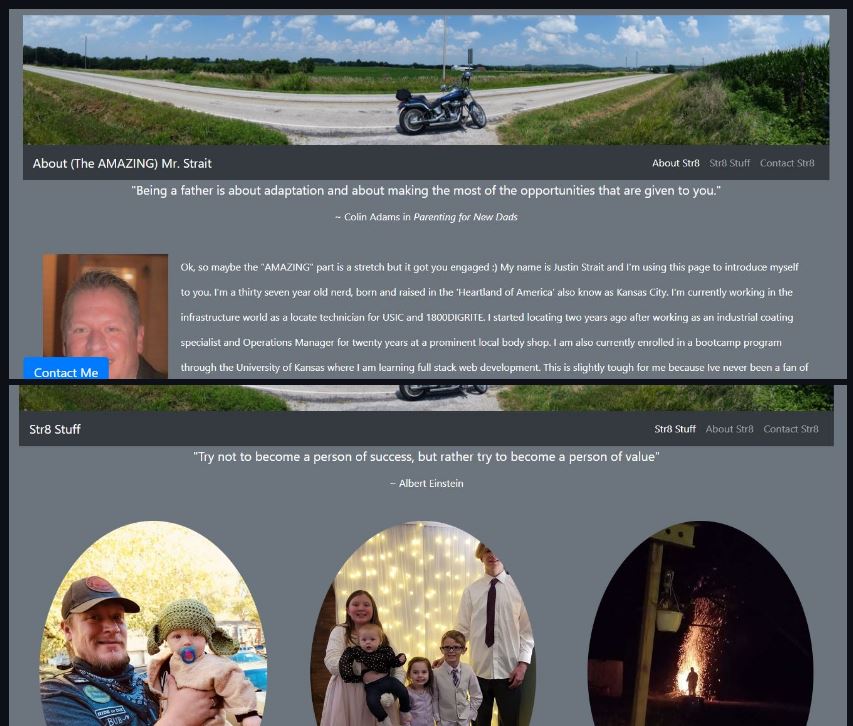 About (The AMAZING) Mr. Strait
About Str8 Str8 Stuff Contact Str8
"Being a father is about adaptation and about making the most of the opportunities that are given to you."
~ Colin Adams in Parenting for New Dads
Ok, so maybe the "AMAZING" part is a stretch but it got you engaged :) My name is Justin Strait and I'm using this page to introduce myself
to you. I'm a thirty seven year old nerd, born and raised in the 'Heartland of America' also know as Kansas City. I'm currently working in the
infrastructure world as a locate technician for USIC and 1800DIGRITE. I started locating two years ago after working as an industrial coating
specialist and Operations Manager for twenty years at a prominent local body shop. I am also currently enrolled in a bootcamp program
through the University of Kansas where I am learning full stack web development. This is slightly tough for me because Ive never been a fan of
Contact Me
Str8 Stuff
Str8 Stuff About Str8 Contact Str8
"Try not to become a person of success, but rather try to become a person of value"
~ Albert Einstein